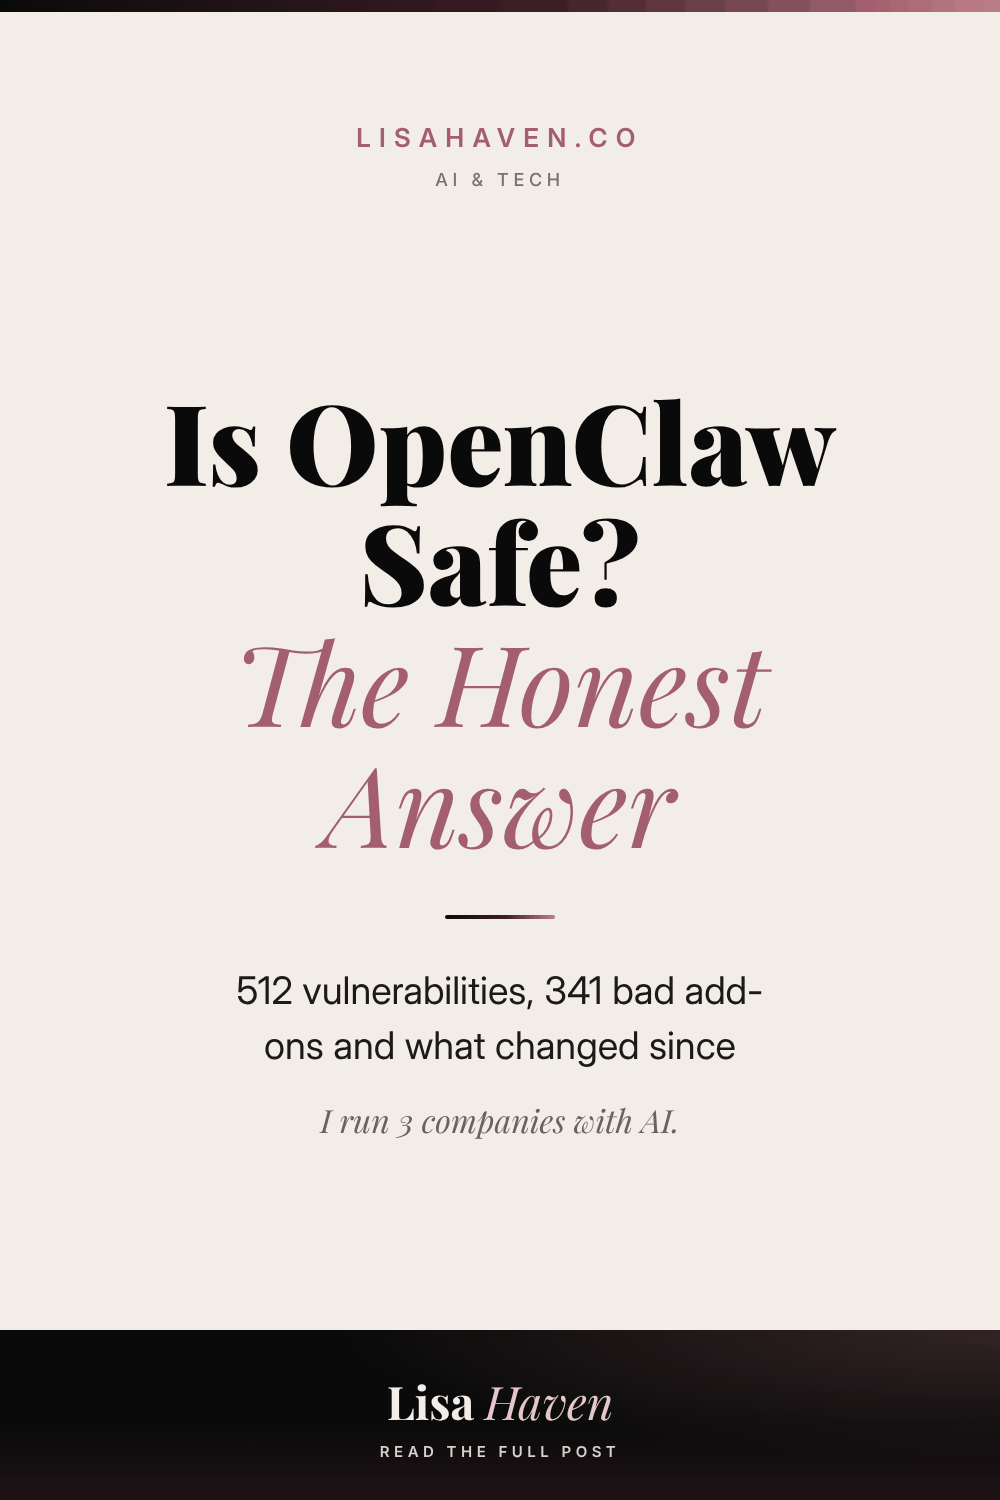 LISAHAVEN.CO
AI & TECH
Is OpenClaw
Safe?
The Honest
Answer
512 vulnerabilities, 341 bad add-
ons and what changed since
I run 3 companies with AI.
Lisa Haven
READ THE FULL POST